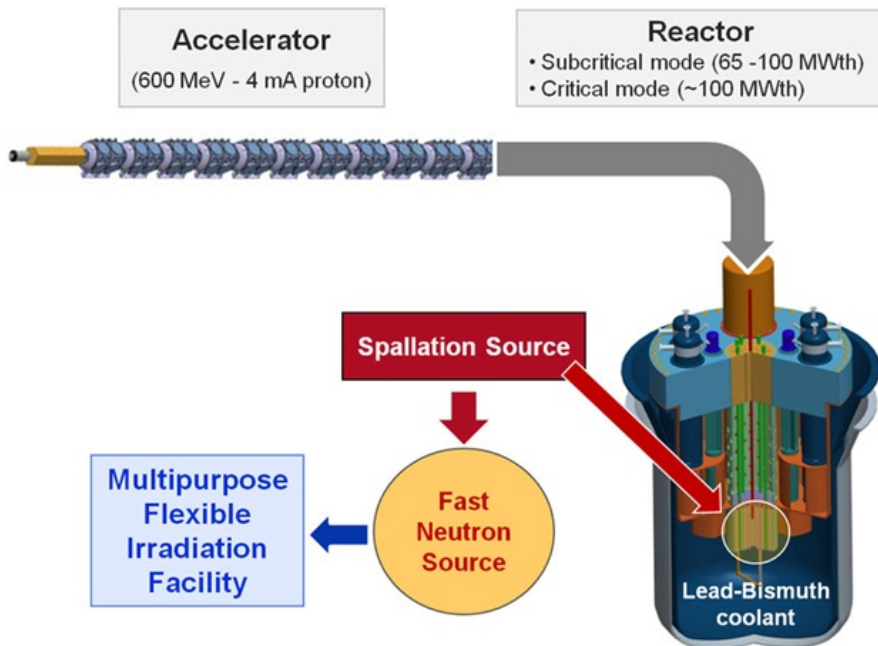 Accelerator
(600 MeV - 4 mA proton)
Reactor
• Subcritical mode (65 -100 MWth)
• Critical mode (~100 MWth)
Spallation Source
Multipurpose
Flexible
Irradiation
Facility
Fast
Neutron
Source
Lead-Bismuth
coolant